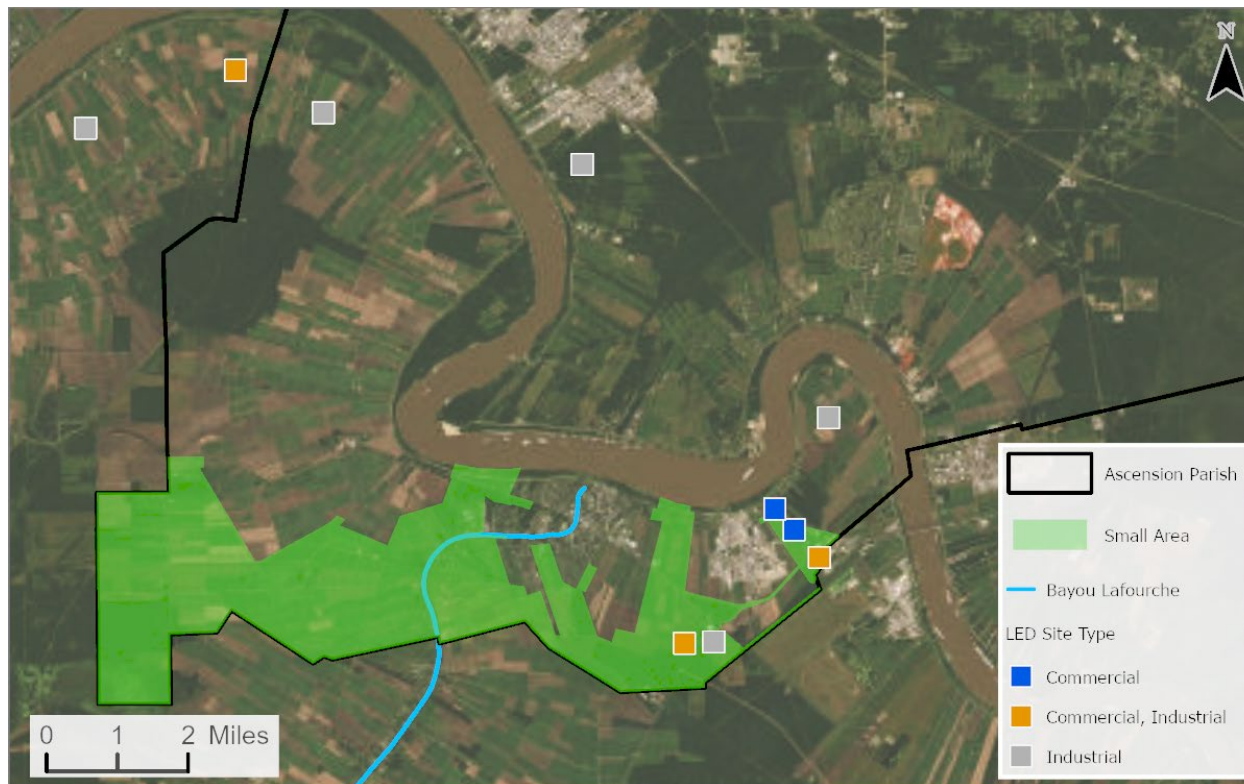 N
Ascension Parish
Small Area
Bayou Lafourche
LED Site Type
Commercial
Commercial, Industrial
Industrial
0 1 2 Miles